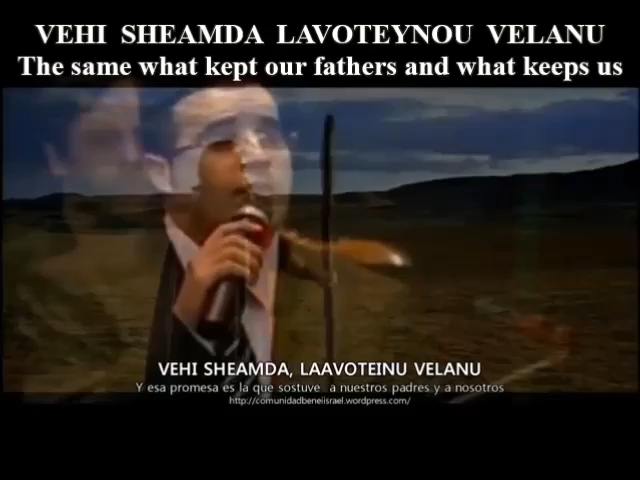 VEHI SHEAMDA LAVOTEYNOU VELANU
The same what kept our fathers and what keeps us
VEHI SHEAMDA, LAAVOTEINU VELANU
Y esa promesa es la que sostuve a nuestros padres y a nosotros
http://comunidadbeneiisrael.wordpress.com/